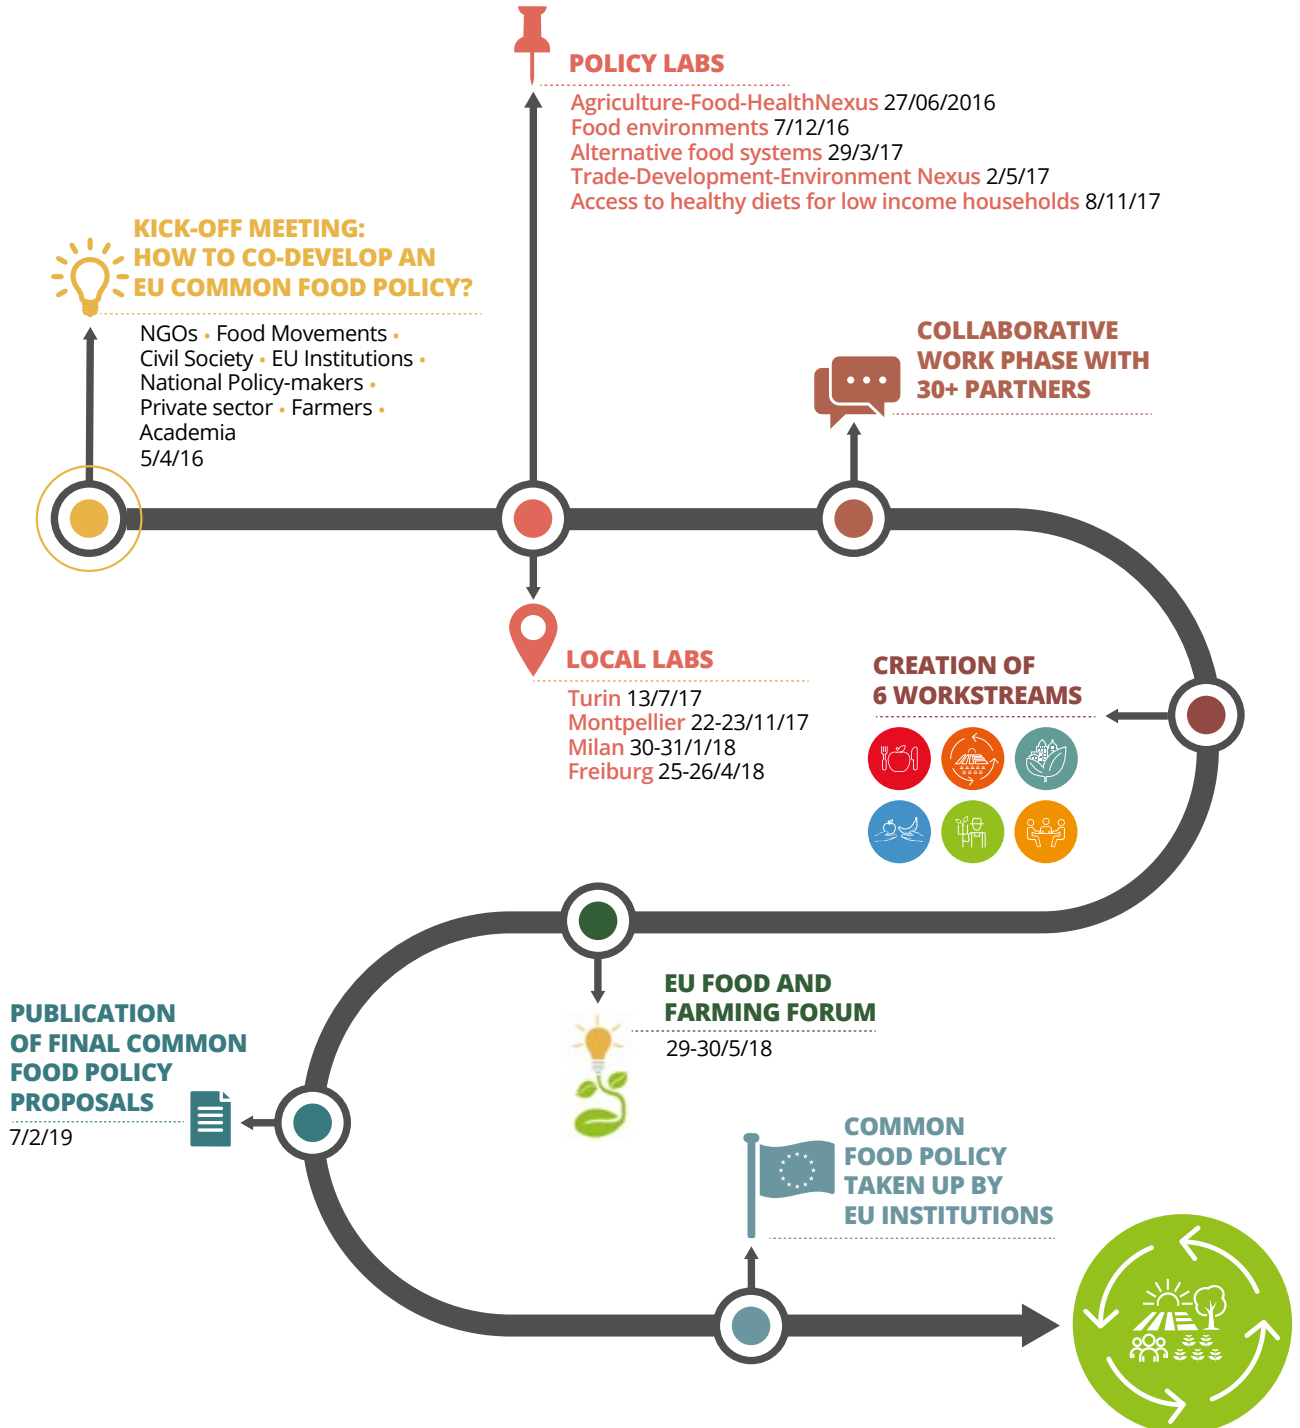 POLICY LABS
Agriculture-Food-HealthNexus 27/06/2016
Food environments 7/12/16
Alternative food systems 29/3/17
Trade-Development-Environment Nexus 2/5/17
Access to healthy diets for low income households 8/11/17
KICK-OFF MEETING:
HOW TO CO-DEVELOP AN
EU COMMON FOOD POLICY?
NGOs • Food Movements •
Civil Society • EU Institutions •
National Policy-makers •
Private sector • Farmers •
Academia
5/4/16
COLLABORATIVE
WORK PHASE WITH
30+ PARTNERS
LOCAL LABS
Turin 13/7/17
Montpellier 22-23/11/17
Milan 30-31/1/18
Freiburg 25-26/4/18
CREATION OF
6 WORKSTREAMS
EU FOOD AND
FARMING FORUM
29-30/5/18
PUBLICATION
OF FINAL COMMON
FOOD POLICY
PROPOSALS
7/2/19
COMMON
FOOD POLICY
TAKEN UP BY
EU INSTITUTIONS